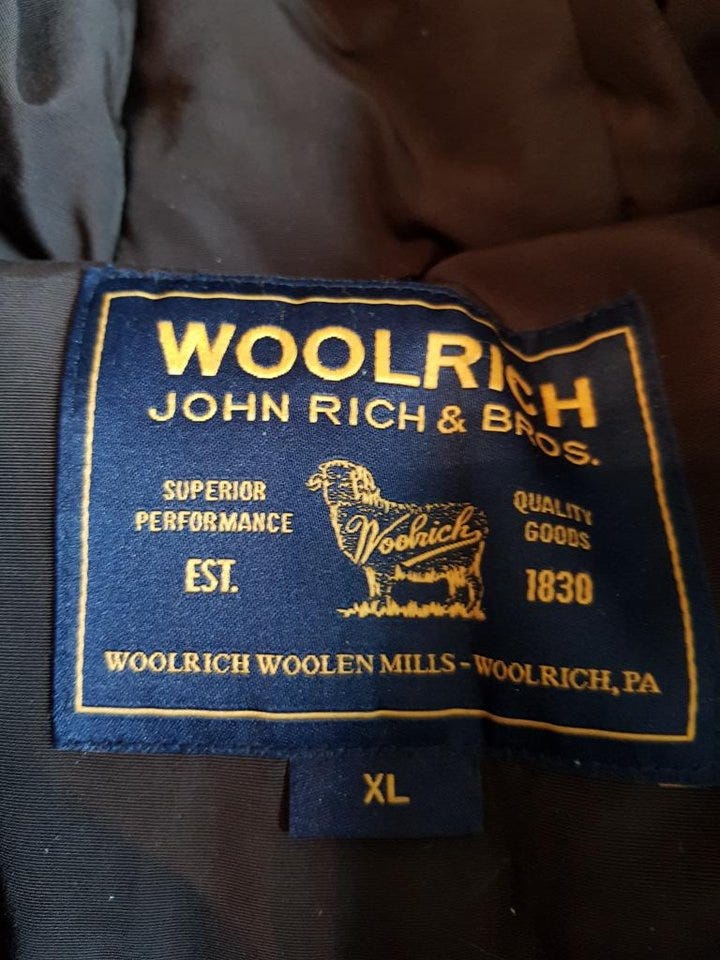 WOOLRICH
JOHN RICH & BROS.
SUPERIOR
PERFORMANCE
EST.
Woolrich
QUALITY
GOODS
1830
WOOLRICH WOOLEN MILLS - WOOLRICH, PA
XL